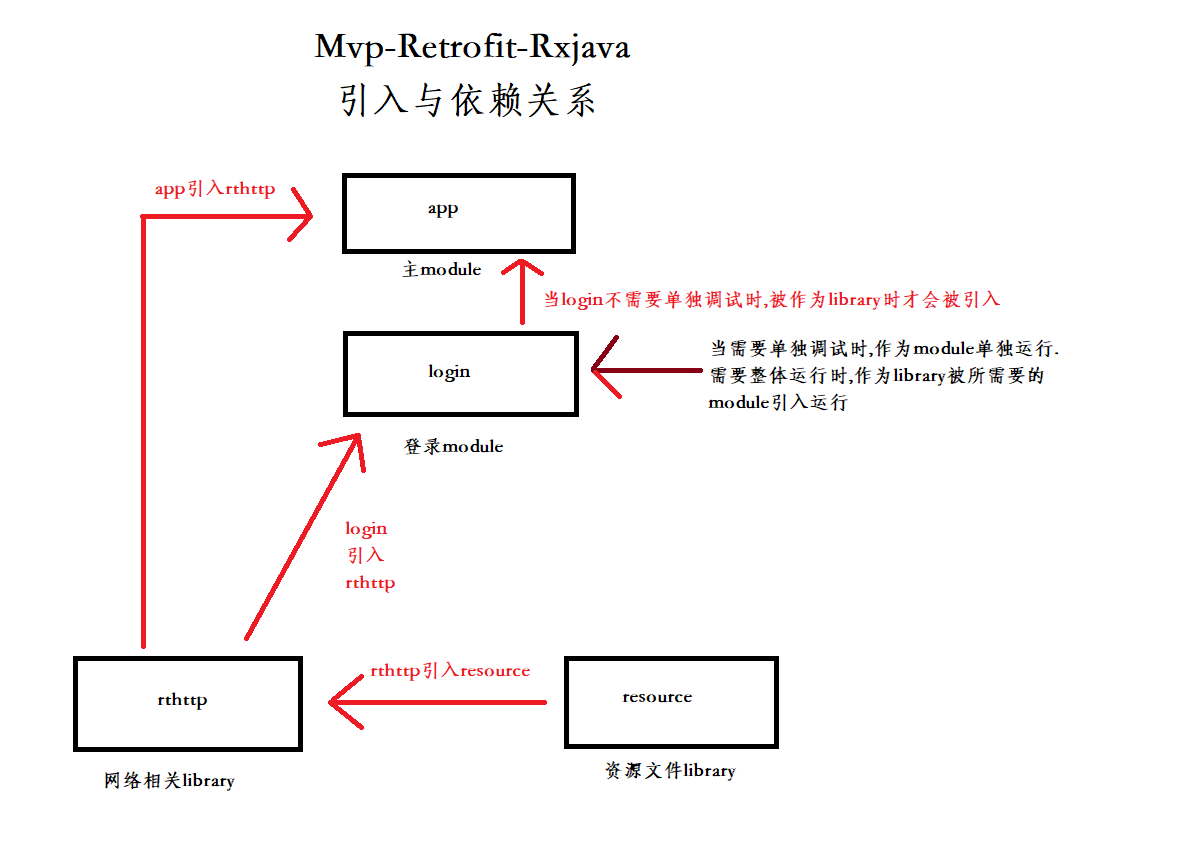 Mvp-Retrofit-Rxjava
引入与依赖关系
app引入rthttp
app
主module
当login不需要单独调试时,被作为library时才会被引入
login
当需要单独调试时,作为module单独运行.
需要整体运行时,作为library被所需要的
module引入运行
登录module
login
引入
rthttp
rthttp引入resource
rthttp
resource
网络相关library
资源文件library